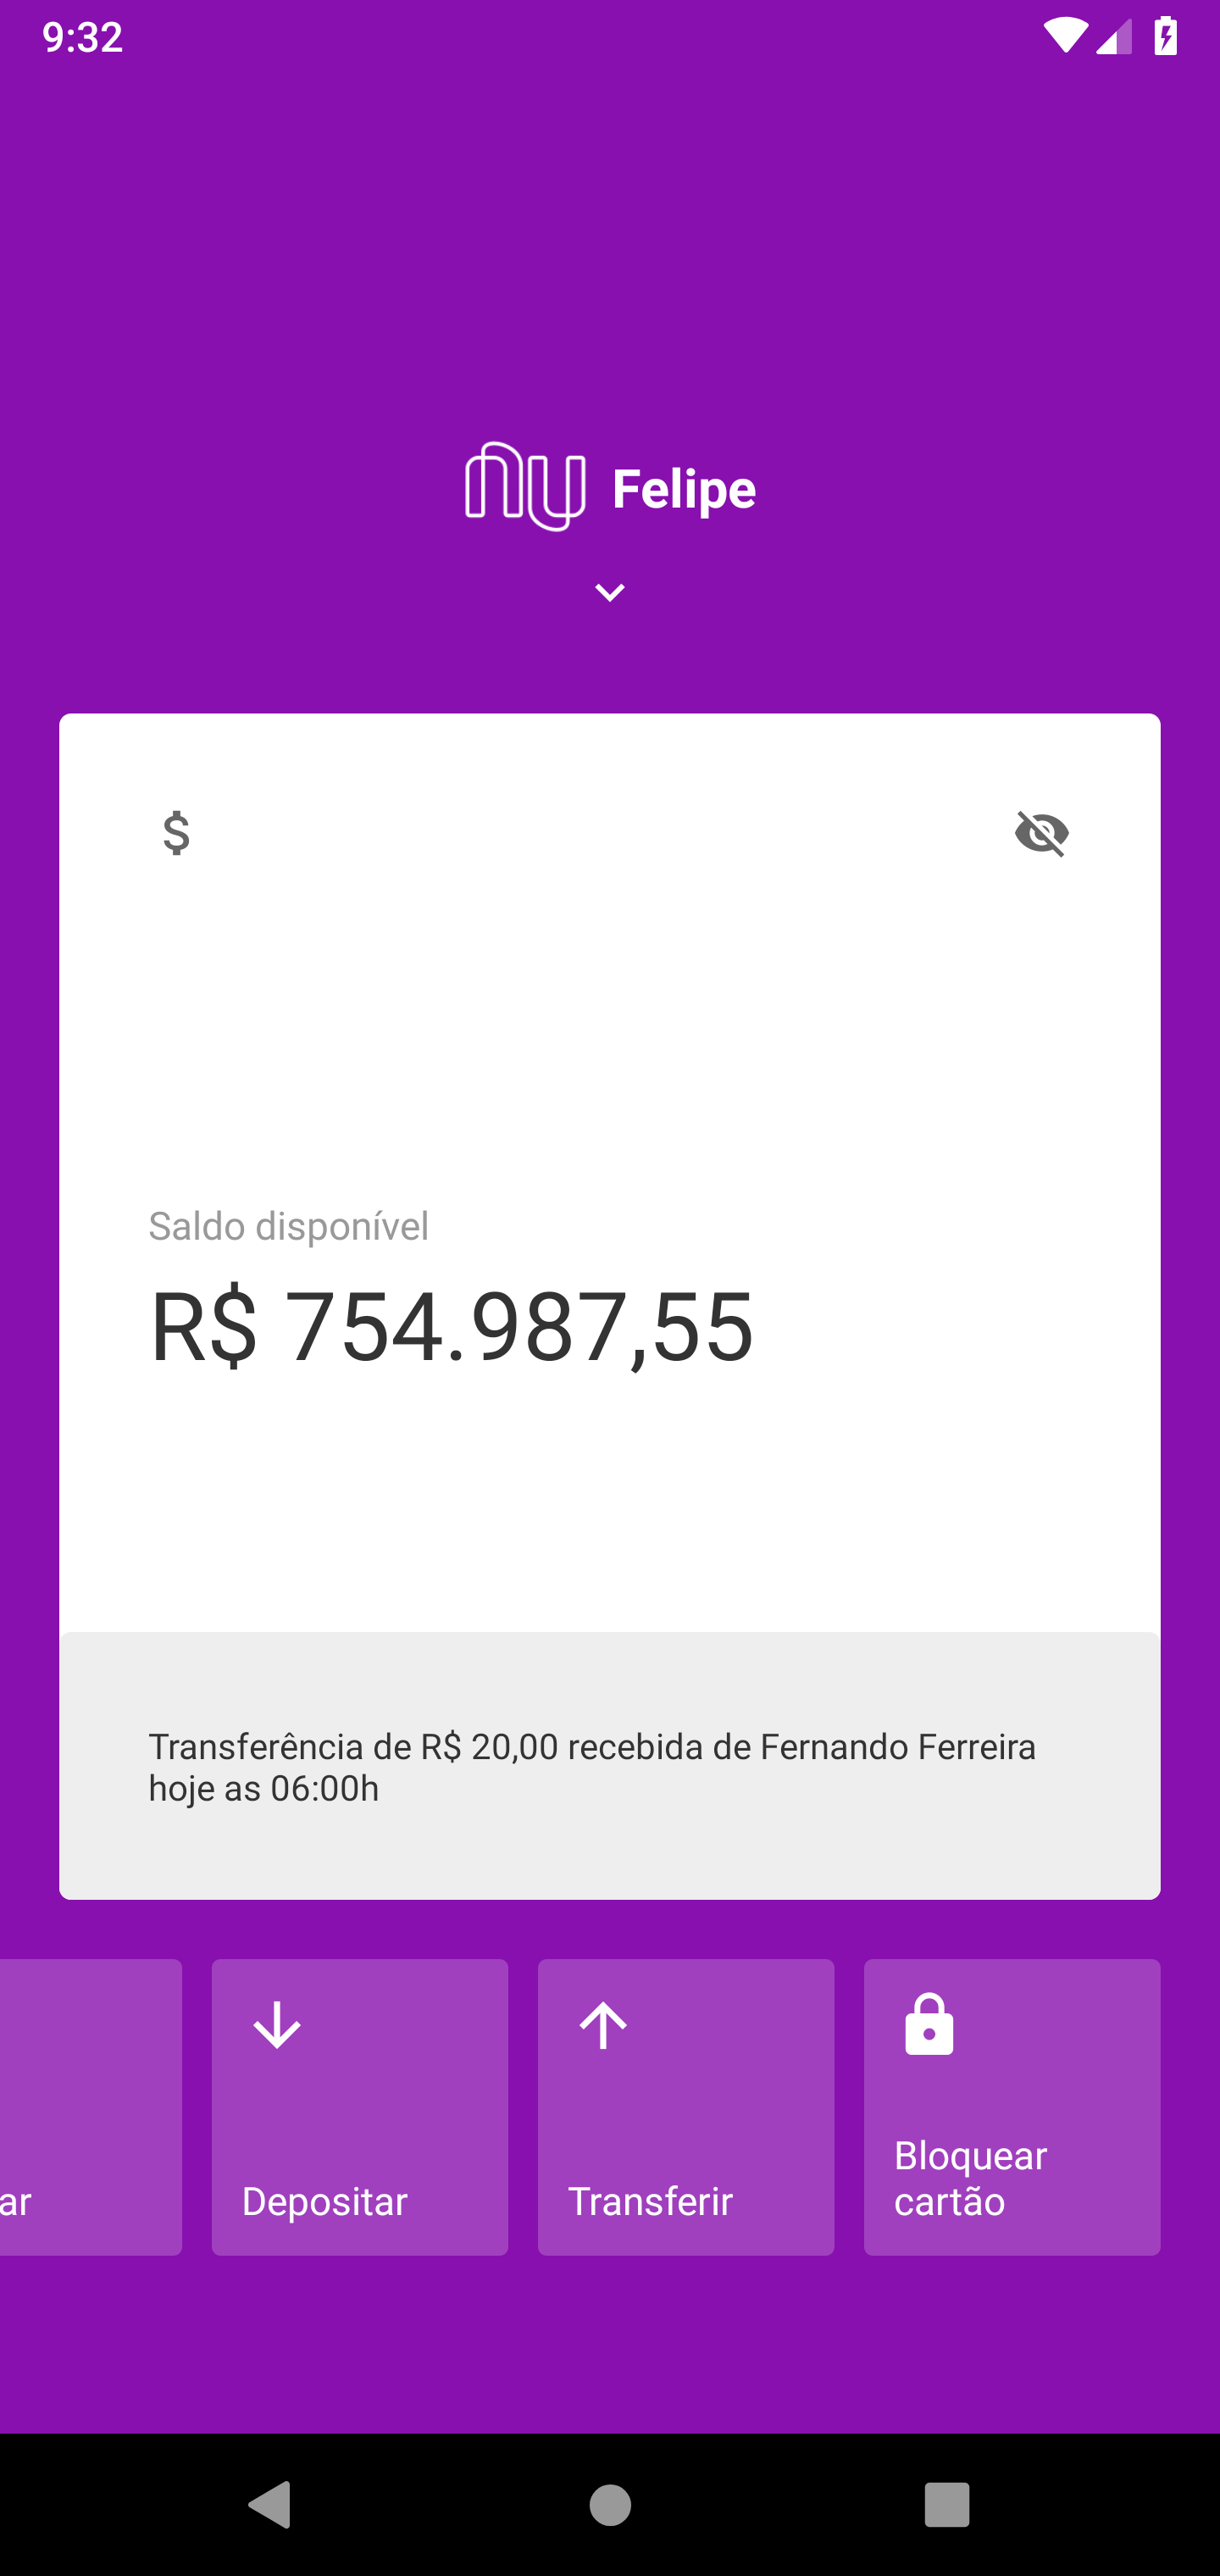 9:32
nu Felipe
$
Saldo disponível
R$ 754.987,55
Transferência de R$ 20,00 recebida de Fernando Ferreira
hoje as 06:00h
ar
Depositar
Transferir
Bloquear
cartão